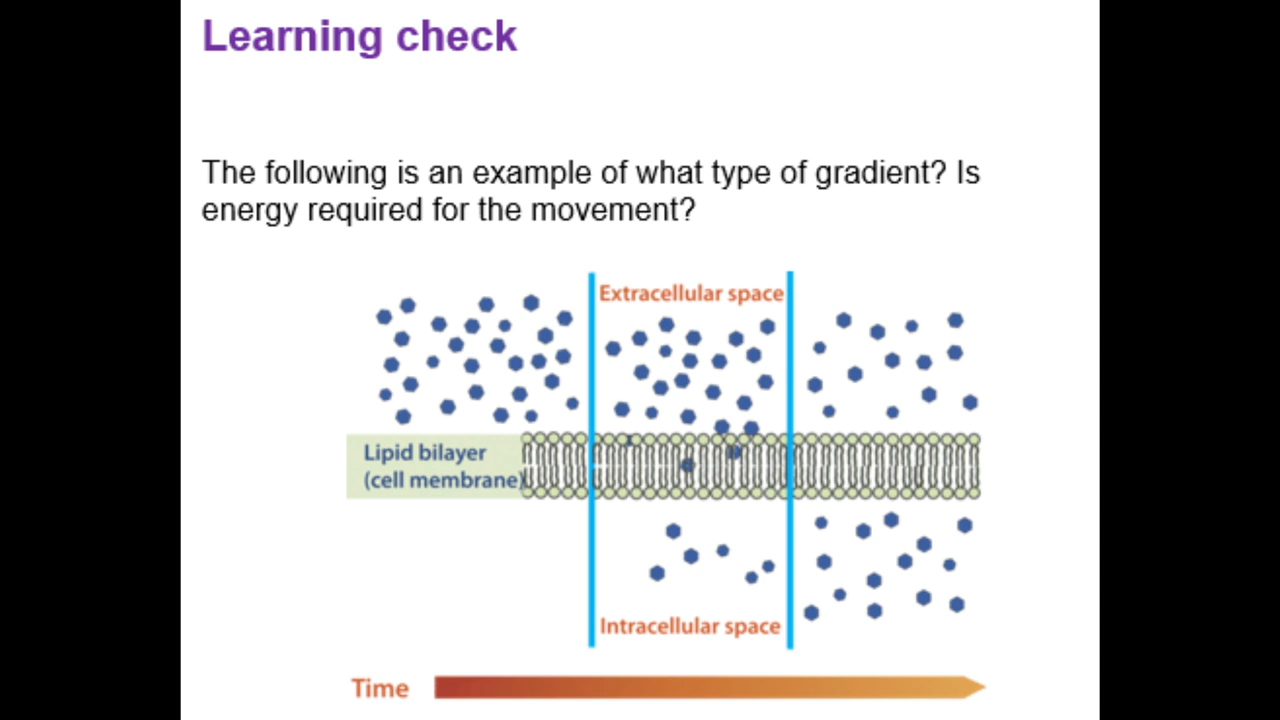 Learning check
The following is an example of what type of gradient? Is
energy required for the movement?
Extracellular space
Lipid bilayer
(cell membrane)
Intracellular space
Time